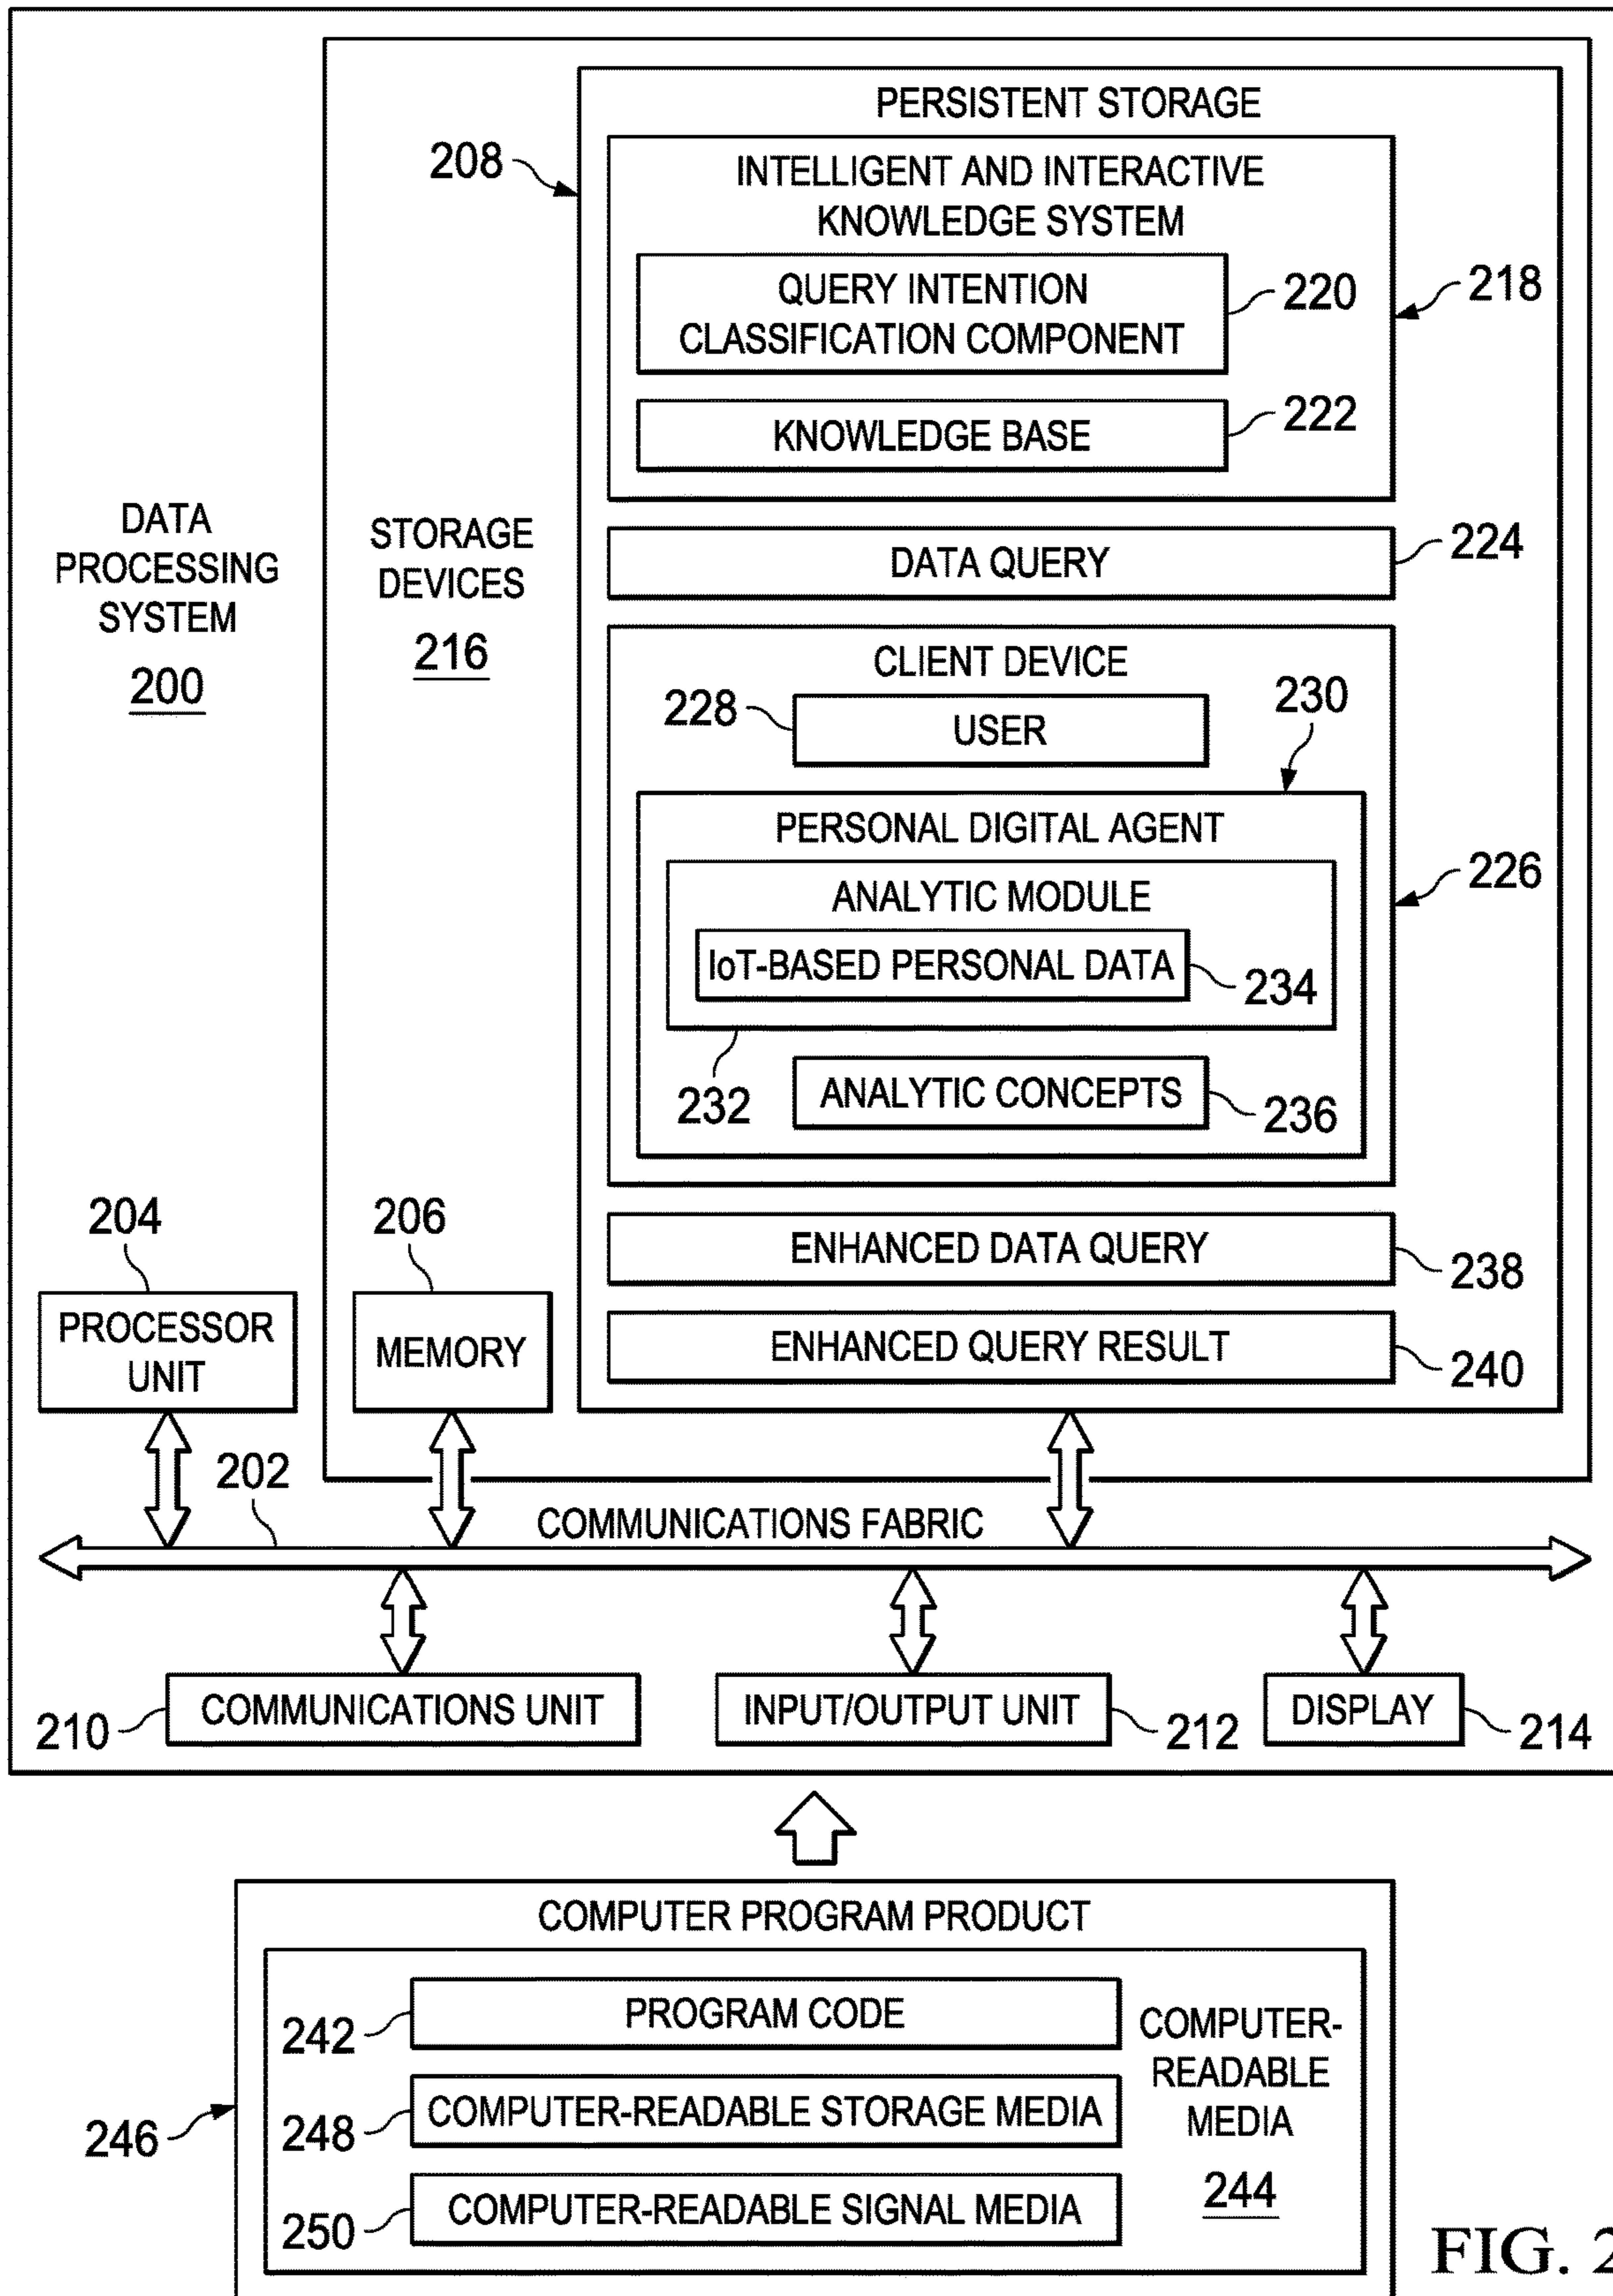 PERSISTENT STORAGE
208
INTELLIGENT AND INTERACTIVE
KNOWLEDGE SYSTEM
QUERY INTENTION
CLASSIFICATION COMPONENT
220
218
KNOWLEDGE BASE
222
DATA
PROCESSING
SYSTEM
200
STORAGE
DEVICES
216
DATA QUERY
224
CLIENT DEVICE
228
USER
230
PERSONAL DIGITAL AGENT
226
ANALYTIC MODULE
IoT-BASED PERSONAL DATA
234
232
ANALYTIC CONCEPTS
236
204
PROCESSOR
UNIT
206
MEMORY
ENHANCED DATA QUERY
238
ENHANCED QUERY RESULT
240
202
COMMUNICATIONS FABRIC
210
COMMUNICATIONS UNIT
INPUT/OUTPUT UNIT
212
DISPLAY
214
COMPUTER PROGRAM PRODUCT
242
PROGRAM CODE
COMPUTER-
READABLE
MEDIA
244
246
248
COMPUTER-READABLE STORAGE MEDIA
250
COMPUTER-READABLE SIGNAL MEDIA
FIG. 2